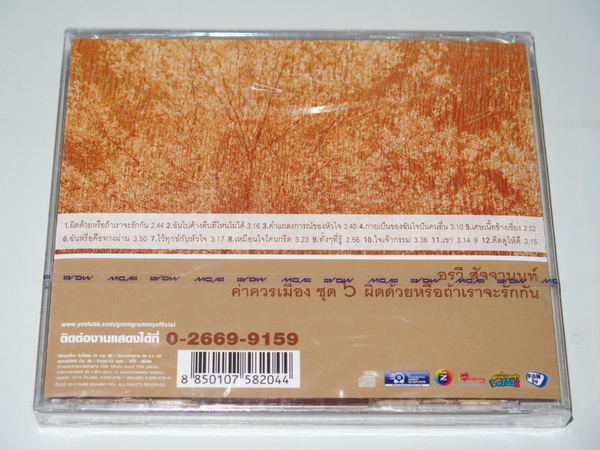 1.ผิดด้วยหรือถ้าเราจะรักกัน 2.44 2.ฉันไปค้างคืนที่ไหนไม่ได้ 3.16 3.คำแถลงการณ์ของหัวใจ 3.40 4.กายเป็นของฉันใจปันคนอื่น 3.10 5.เศษเนื้อข้างเขียง 2.52
6.ฉันหรือคือทางผ่าน 3.50 7.ไว้ทุกข์กับหัวใจ 3.17 8.เหมือนใจโดนกรีด 3.23 9.ทั้งๆที่รู้ 2.56 10.ใจเจ้ากรรม 3.36 11.เรา 3.14 12.คิดดูให้ดี 3.15
อรวี สัจจานนท์
ค่าควรเมือง ชุด 5 ผิดด้วยหรือถ้าเราจะรักกัน
www.youtube.com/gmmgrammyofficial
ติดต่องานแสดงได้ที่ 0-2669-9159
8 850107 582044